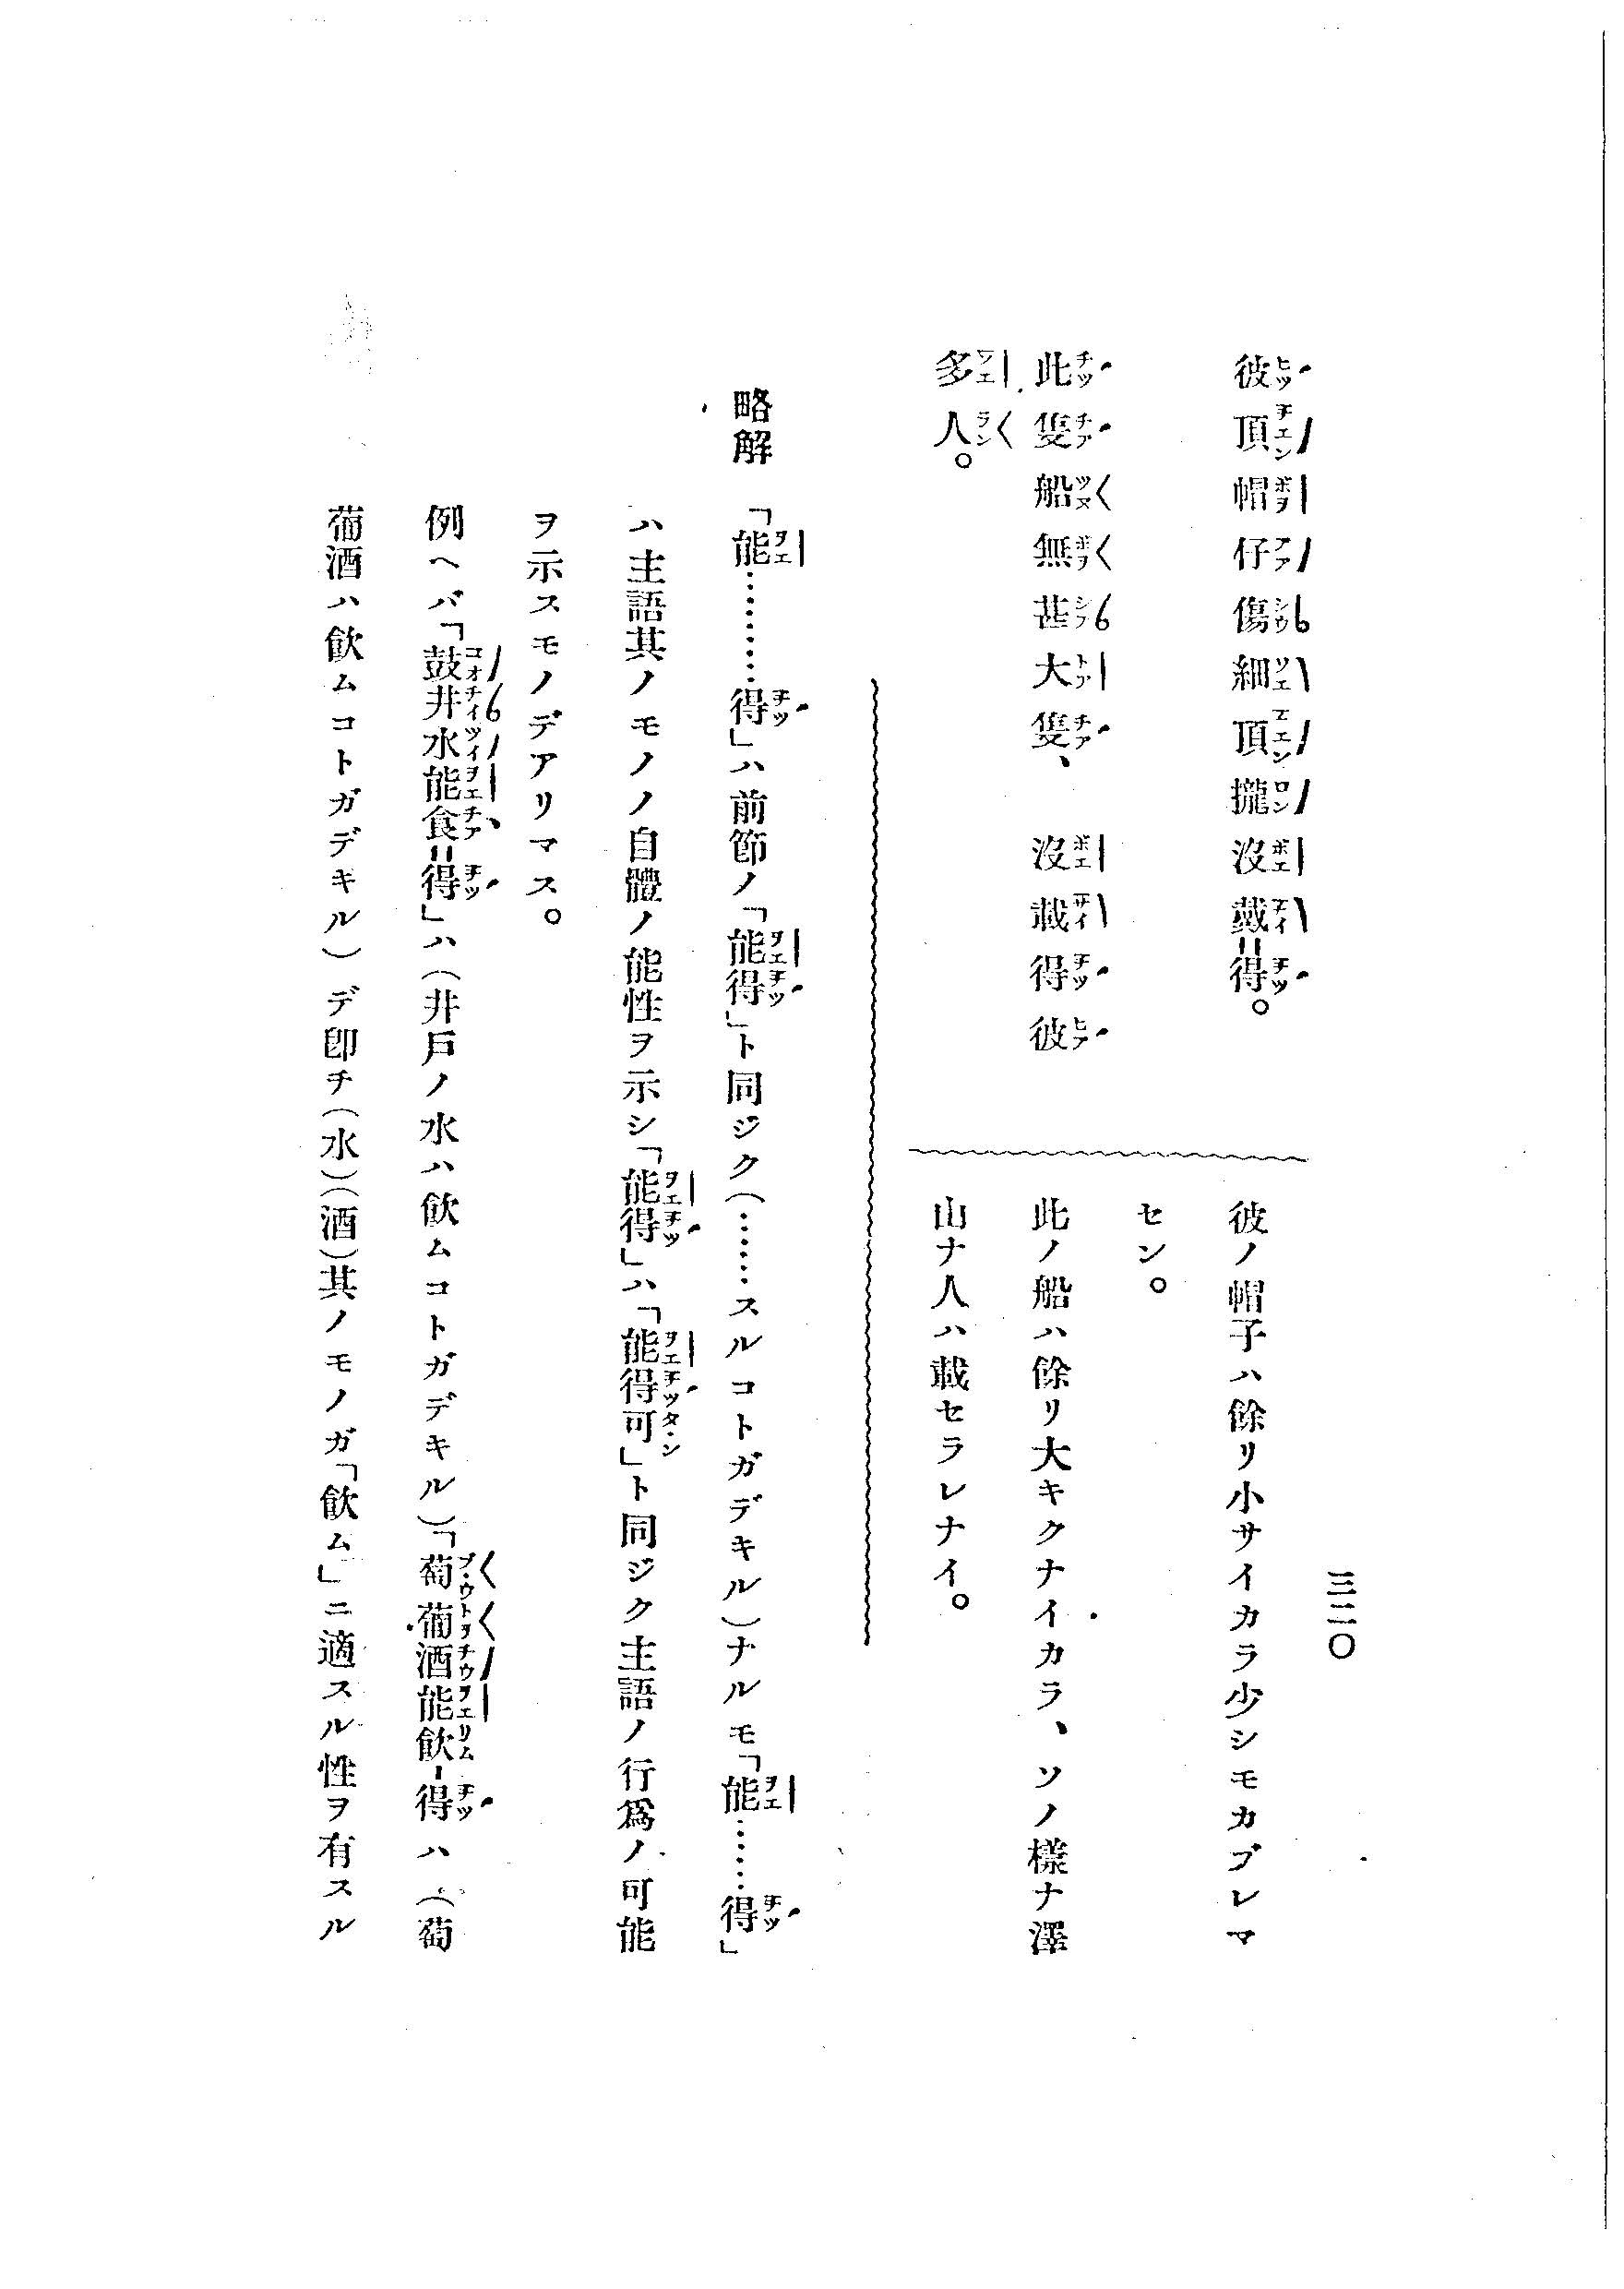 三二〇
彼頂帽仔傷細頂攏沒戴=得。
此隻船無甚大隻、沒載得彼
多人。
彼ノ帽子ハ餘リ小サイカラ少シモカブレマ
セン。
此ノ船ハ餘リ大キクナイカラ、ソノ樣ナ澤
山ナ人ハ載セラレナイ。
略解 「能…………得」ハ前節ノ「能得」ト同ジク(……スルコトガデキル)ナルモ「能……得」
ハ主語其ノモノノ自體ノ能性ヲ示シ「能得」ハ「能得可」ト同ジク主語ノ行爲ノ可能
ヲ示スモノデアリマス。
例ヘバ「鼓井水能食=得」ハ(井戶ノ水ハ飮ムコトガデキル)「萄葡酒能飮-得ハ(萄
葡酒ハ飮ムコトガデキル)デ卽チ(水)(酒)其ノモノガ「飮ム」ニ適スル性ヲ有スル